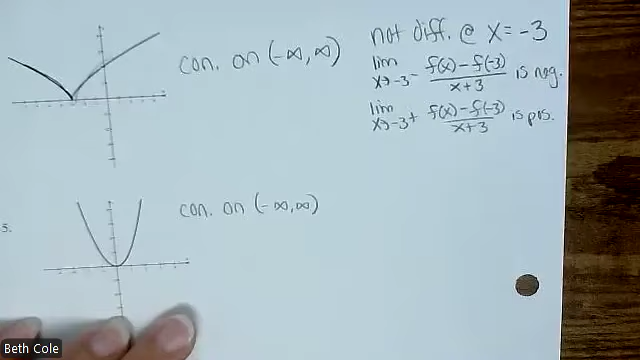 con. on (-∞,∞)
not diff. @ x = -3
lim x→-3- f(x) - f(-3) / x+3 is neg.
lim x→-3+ f(x) - f(-3) / x+3 is pos.
5.
con. on (-∞,∞)
Beth Cole